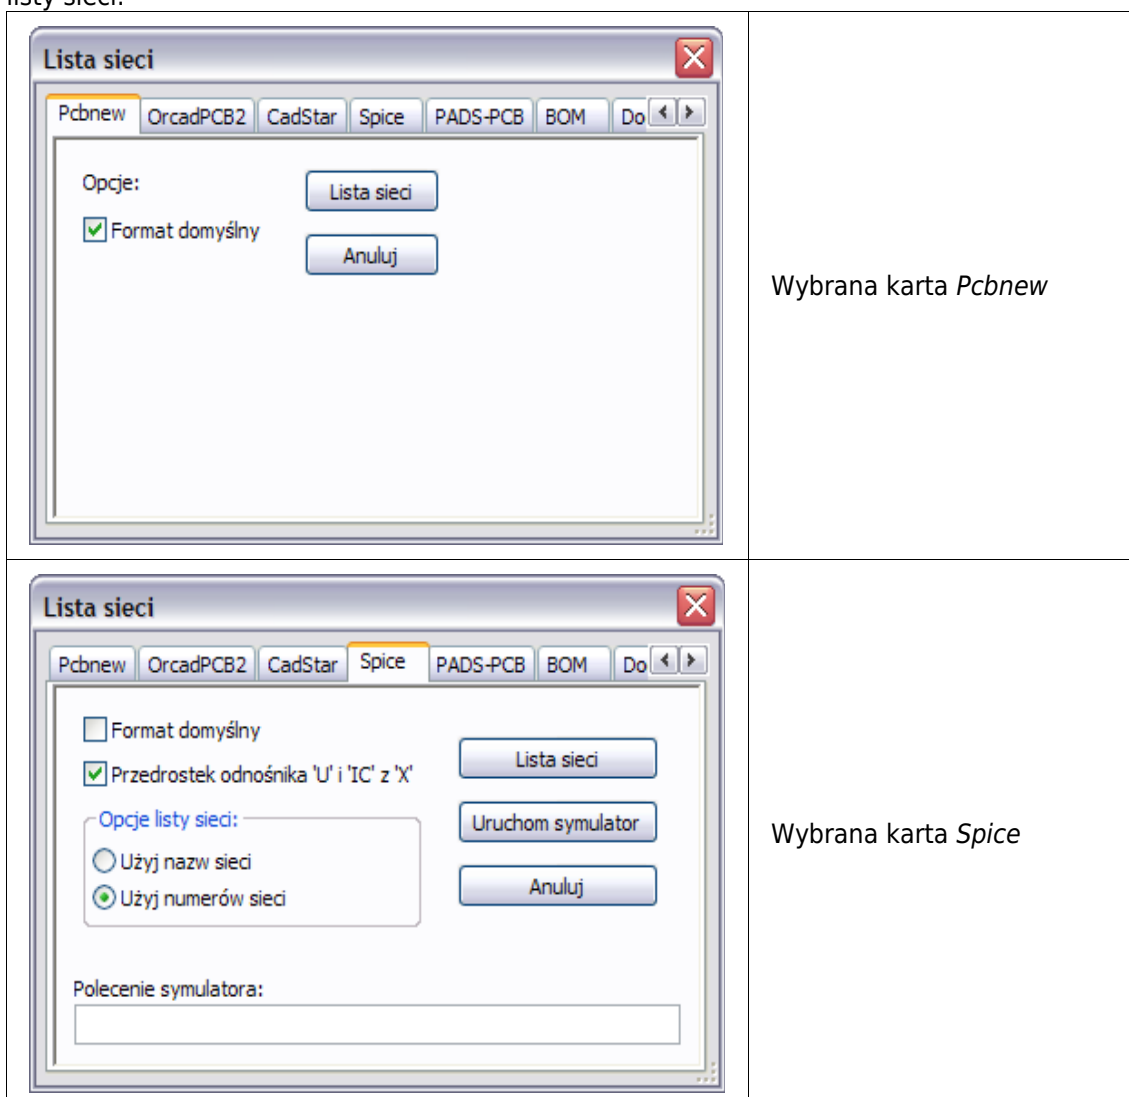 listy sieci.
Lista sieci
Pcbnew OrcadPCB2 CadStar Spice PADS-PCB BOM Do
Opcje:
Lista sieci
Format domyślny
Anuluj
Wybrana karta Pcbnew
Lista sieci
Pcbnew OrcadPCB2 CadStar Spice PADS-PCB BOM Do
Format domyślny
Przedrostek odnośnika 'U' i 'IC' z 'X'
Opcje listy sieci:
Użyj nazw sieci
Użyj numerów sieci
Lista sieci
Uruchom symulator
Anuluj
Polecenie symulatora:
Wybrana karta Spice